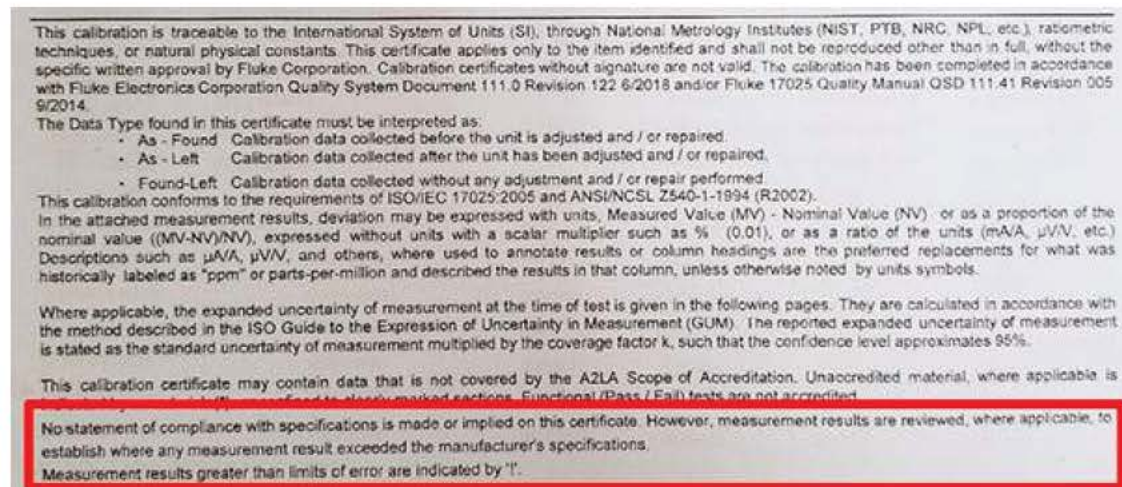 This calibration is traceable to the International System of Units (SI), through National Metrology Institutes (NIST, PTB, NRC, NPL, etc.), ratiometric
techniques, or natural physical constants. This certificate applies only to the item identified and shall not be reproduced other than in full, without the
specific written approval by Fluke Corporation. Calibration certificates without signature are not valid. The calibration has been completed in accordance
with Fluke Electronics Corporation Quality System Document 111.0 Revision 122 6/2018 and/or Fluke 17025 Quality Manual QSD 111.41 Revision 005
9/2014.
The Data Type found in this certificate must be interpreted as:
· As - Found Calibration data collected before the unit is adjusted and / or repaired.
· As - Left Calibration data collected after the unit has been adjusted and / or repaired.
· Found-Left Calibration data collected without any adjustment and / or repair performed.
This calibration conforms to the requirements of ISO/IEC 17025:2005 and ANSI/NCSL Z540-1-1994 (R2002).
In the attached measurement results, deviation may be expressed with units, Measured Value (MV) - Nominal Value (NV) or as a proportion of the
nominal value ((MV-NV)/NV), expressed without units with a scalar multiplier such as % (0.01), or as a ratio of the units (mA/A, µV/V, etc.)
Descriptions such as µA/A, µV/V, and others, where used to annotate results or column headings are the preferred replacements for what was
historically labeled as "ppm" or parts-per-million and described the results in that column, unless otherwise noted by units symbols.
Where applicable, the expanded uncertainty of measurement at the time of test is given in the following pages. They are calculated in accordance with
the method described in the ISO Guide to the Expression of Uncertainty in Measurement (GUM). The reported expanded uncertainty of measurement
is stated as the standard uncertainty of measurement multiplied by the coverage factor k, such that the confidence level approximates 95%.
This calibration certificate may contain data that is not covered by the A2LA Scope of Accreditation. Unaccredited material, where applicable is
to clearly marked sections. Functional (Pass / Fail) tests are not accredited
No statement of compliance with specifications is made or implied on this certificate. However, measurement results are reviewed, where applicable, to
establish where any measurement result exceeded the manufacturer's specifications.
Measurement results greater than limits of error are indicated by '!'.